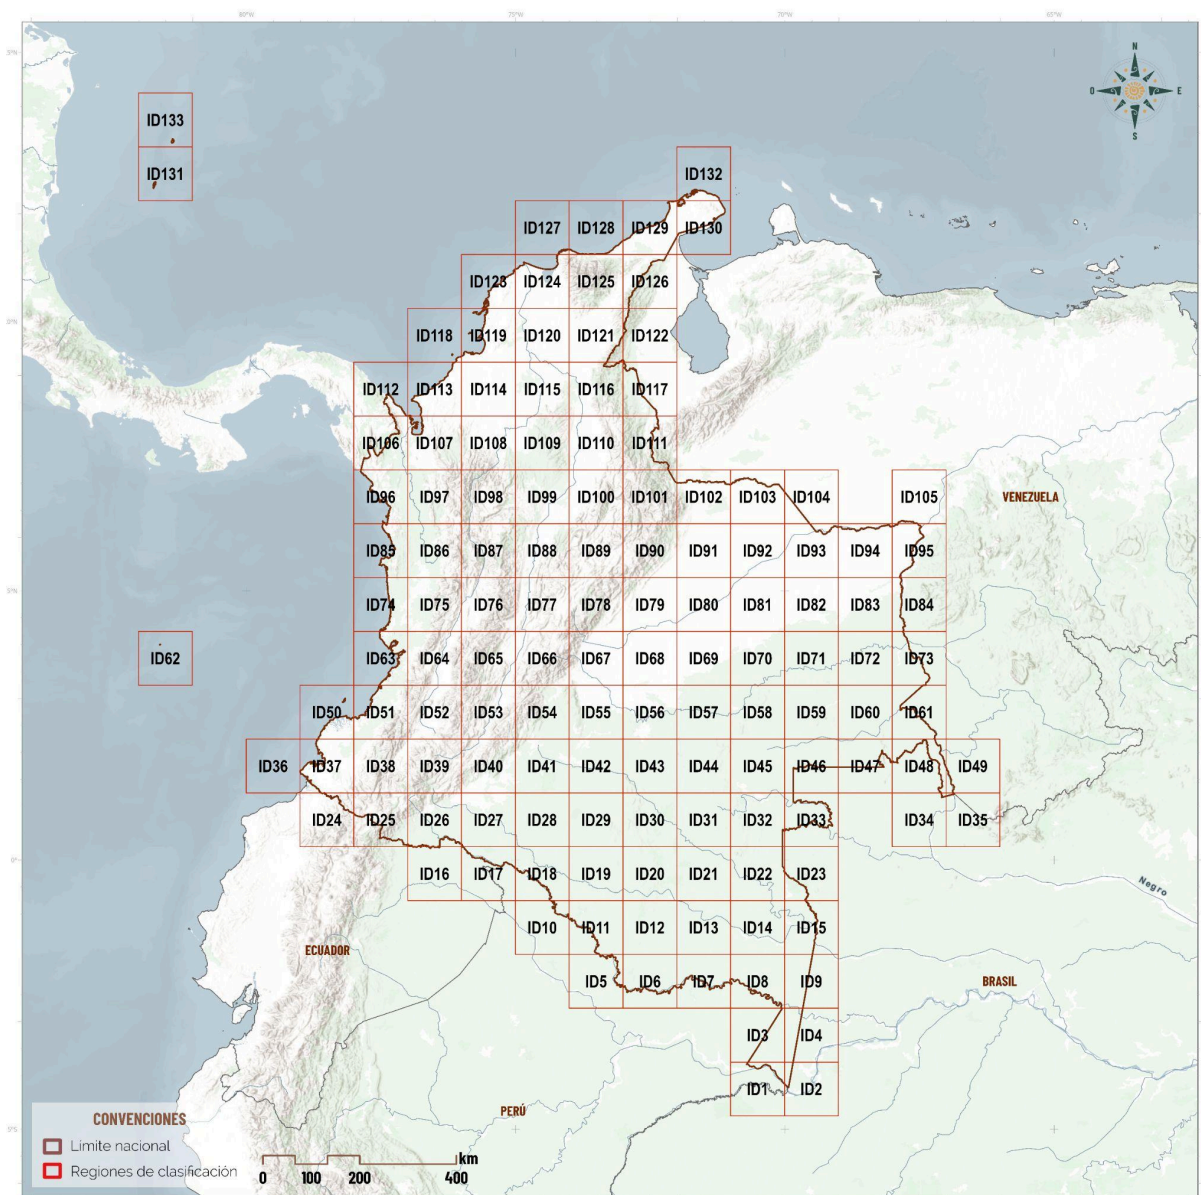 80°W 75°W 70°W 65°W
N
5°N
O E
S
ID133
ID131 ID132
ID127 ID128 ID129 ID130
ID123 ID124 ID125 ID126
ID118 ID119 ID120 ID121 ID122
ID112 ID113 ID114 ID115 ID116 ID117
ID106 ID107 ID108 ID109 ID110 ID111
ID96 ID97 ID98 ID99 ID100 ID101 ID102 ID103 ID104 ID105 VENEZUELA
ID85 ID86 ID87 ID88 ID89 ID90 ID91 ID92 ID93 ID94 ID95
ID74 ID75 ID76 ID77 ID78 ID79 ID80 ID81 ID82 ID83 ID84
ID62 ID63 ID64 ID65 ID66 ID67 ID68 ID69 ID70 ID71 ID72 ID73
ID50 ID51 ID52 ID53 ID54 ID55 ID56 ID57 ID58 ID59 ID60 ID61
ID36 ID37 ID38 ID39 ID40 ID41 ID42 ID43 ID44 ID45 ID46 ID47 ID48 ID49
ID24 ID25 ID26 ID27 ID28 ID29 ID30 ID31 ID32 ID33 ID34 ID35
ID16 ID17 ID18 ID19 ID20 ID21 ID22 ID23
Negro
ID10 ID11 ID12 ID13 ID14 ID15
ECUADOR
ID5 ID6 ID7 ID8 ID9 BRASIL
ID3 ID4
ID1 ID2
PERÚ
CONVENCIONES
Limite nacional
Regiones de clasificación
km
0 100 200 400